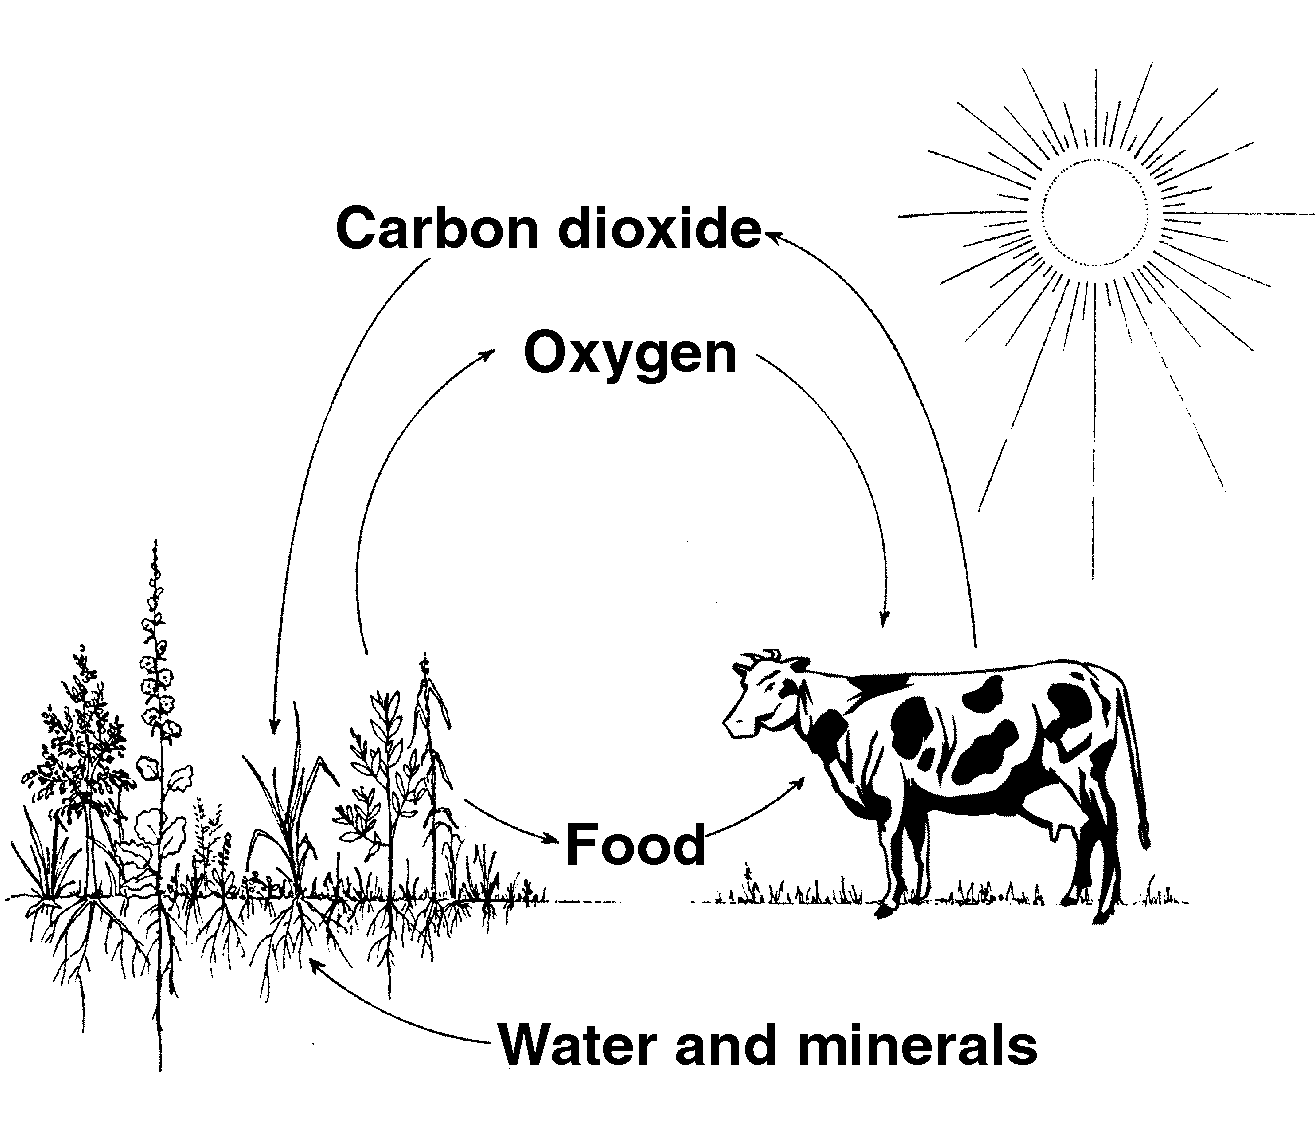 Carbon dioxide
Oxygen
Food
Water and minerals